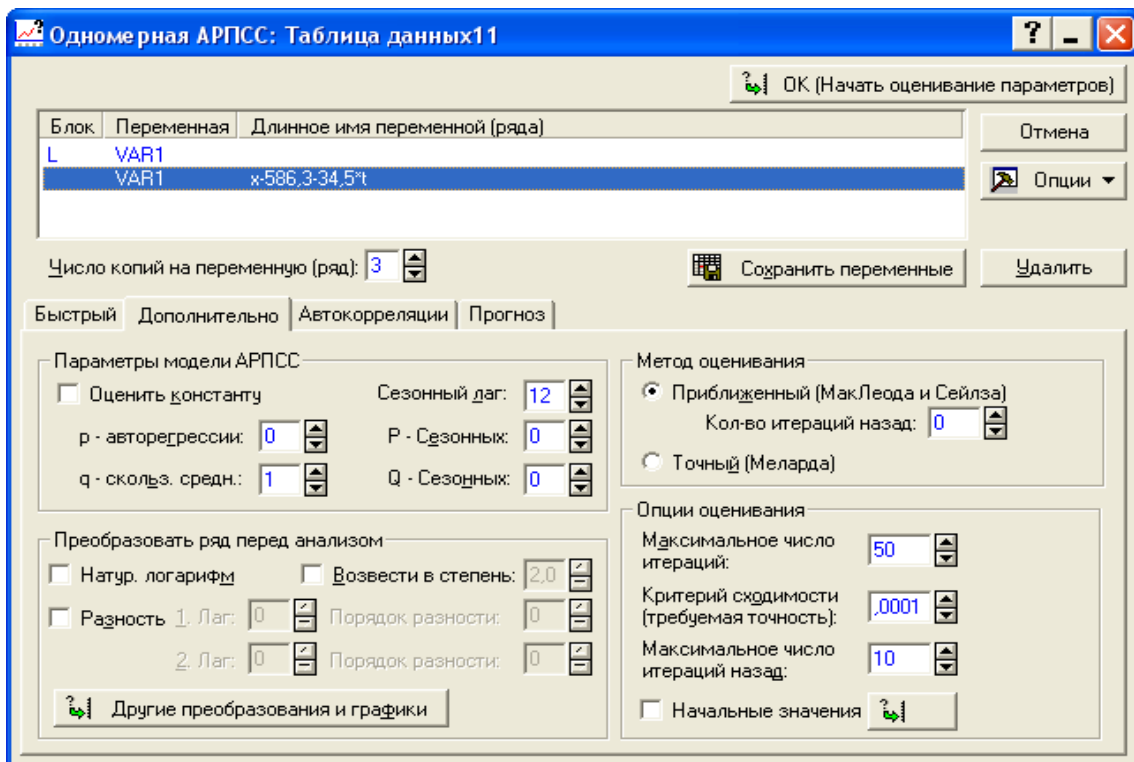 Одномерная АРПСС: Таблица данных11
OK (Начать оценивание параметров)
Блок Переменная Длинное имя переменной (ряда)
L VAR1
VAR1 x-586,3-34,5*t
Отмена
Опции
Число копий на переменную (ряд): 3
Сохранить переменные
Удалить
Быстрый Дополнительно Автокорреляции Прогноз
Параметры модели АРПСС
Оценить константу Сезонный лаг: 12
p - авторегрессии: 0 P - Сезонных: 0
q - скольз. средн.: 1 Q - Сезонных: 0
Преобразовать ряд перед анализом
Натур. логарифм Возвести в степень: 2,0
Разность 1. Лаг: 0 Порядок разности: 0
2. Лаг: 0 Порядок разности: 0
Другие преобразования и графики
Метод оценивания
Приближенный (МакЛеода и Сейлза)
Кол-во итераций назад: 0
Точный (Меларда)
Опции оценивания
Максимальное число
итераций: 50
Критерий сходимости
(требуемая точность): ,0001
Максимальное число
итераций назад: 10
Начальные значения